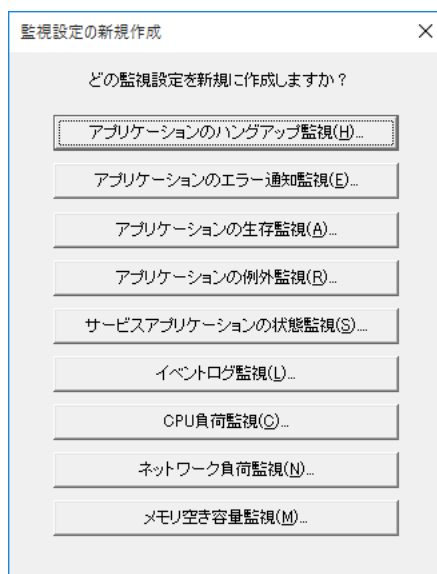 監視設定の新規作成
どの監視設定を新規に作成しますか？
アプリケーションのハングアップ監視(H)...
アプリケーションのエラー通知監視(E)...
アプリケーションの生存監視(A)...
アプリケーションの例外監視(R)...
サービスアプリケーションの状態監視(S)...
イベントログ監視(L)...
CPU負荷監視(C)...
ネットワーク負荷監視(N)...
メモリ空き容量監視(M)...